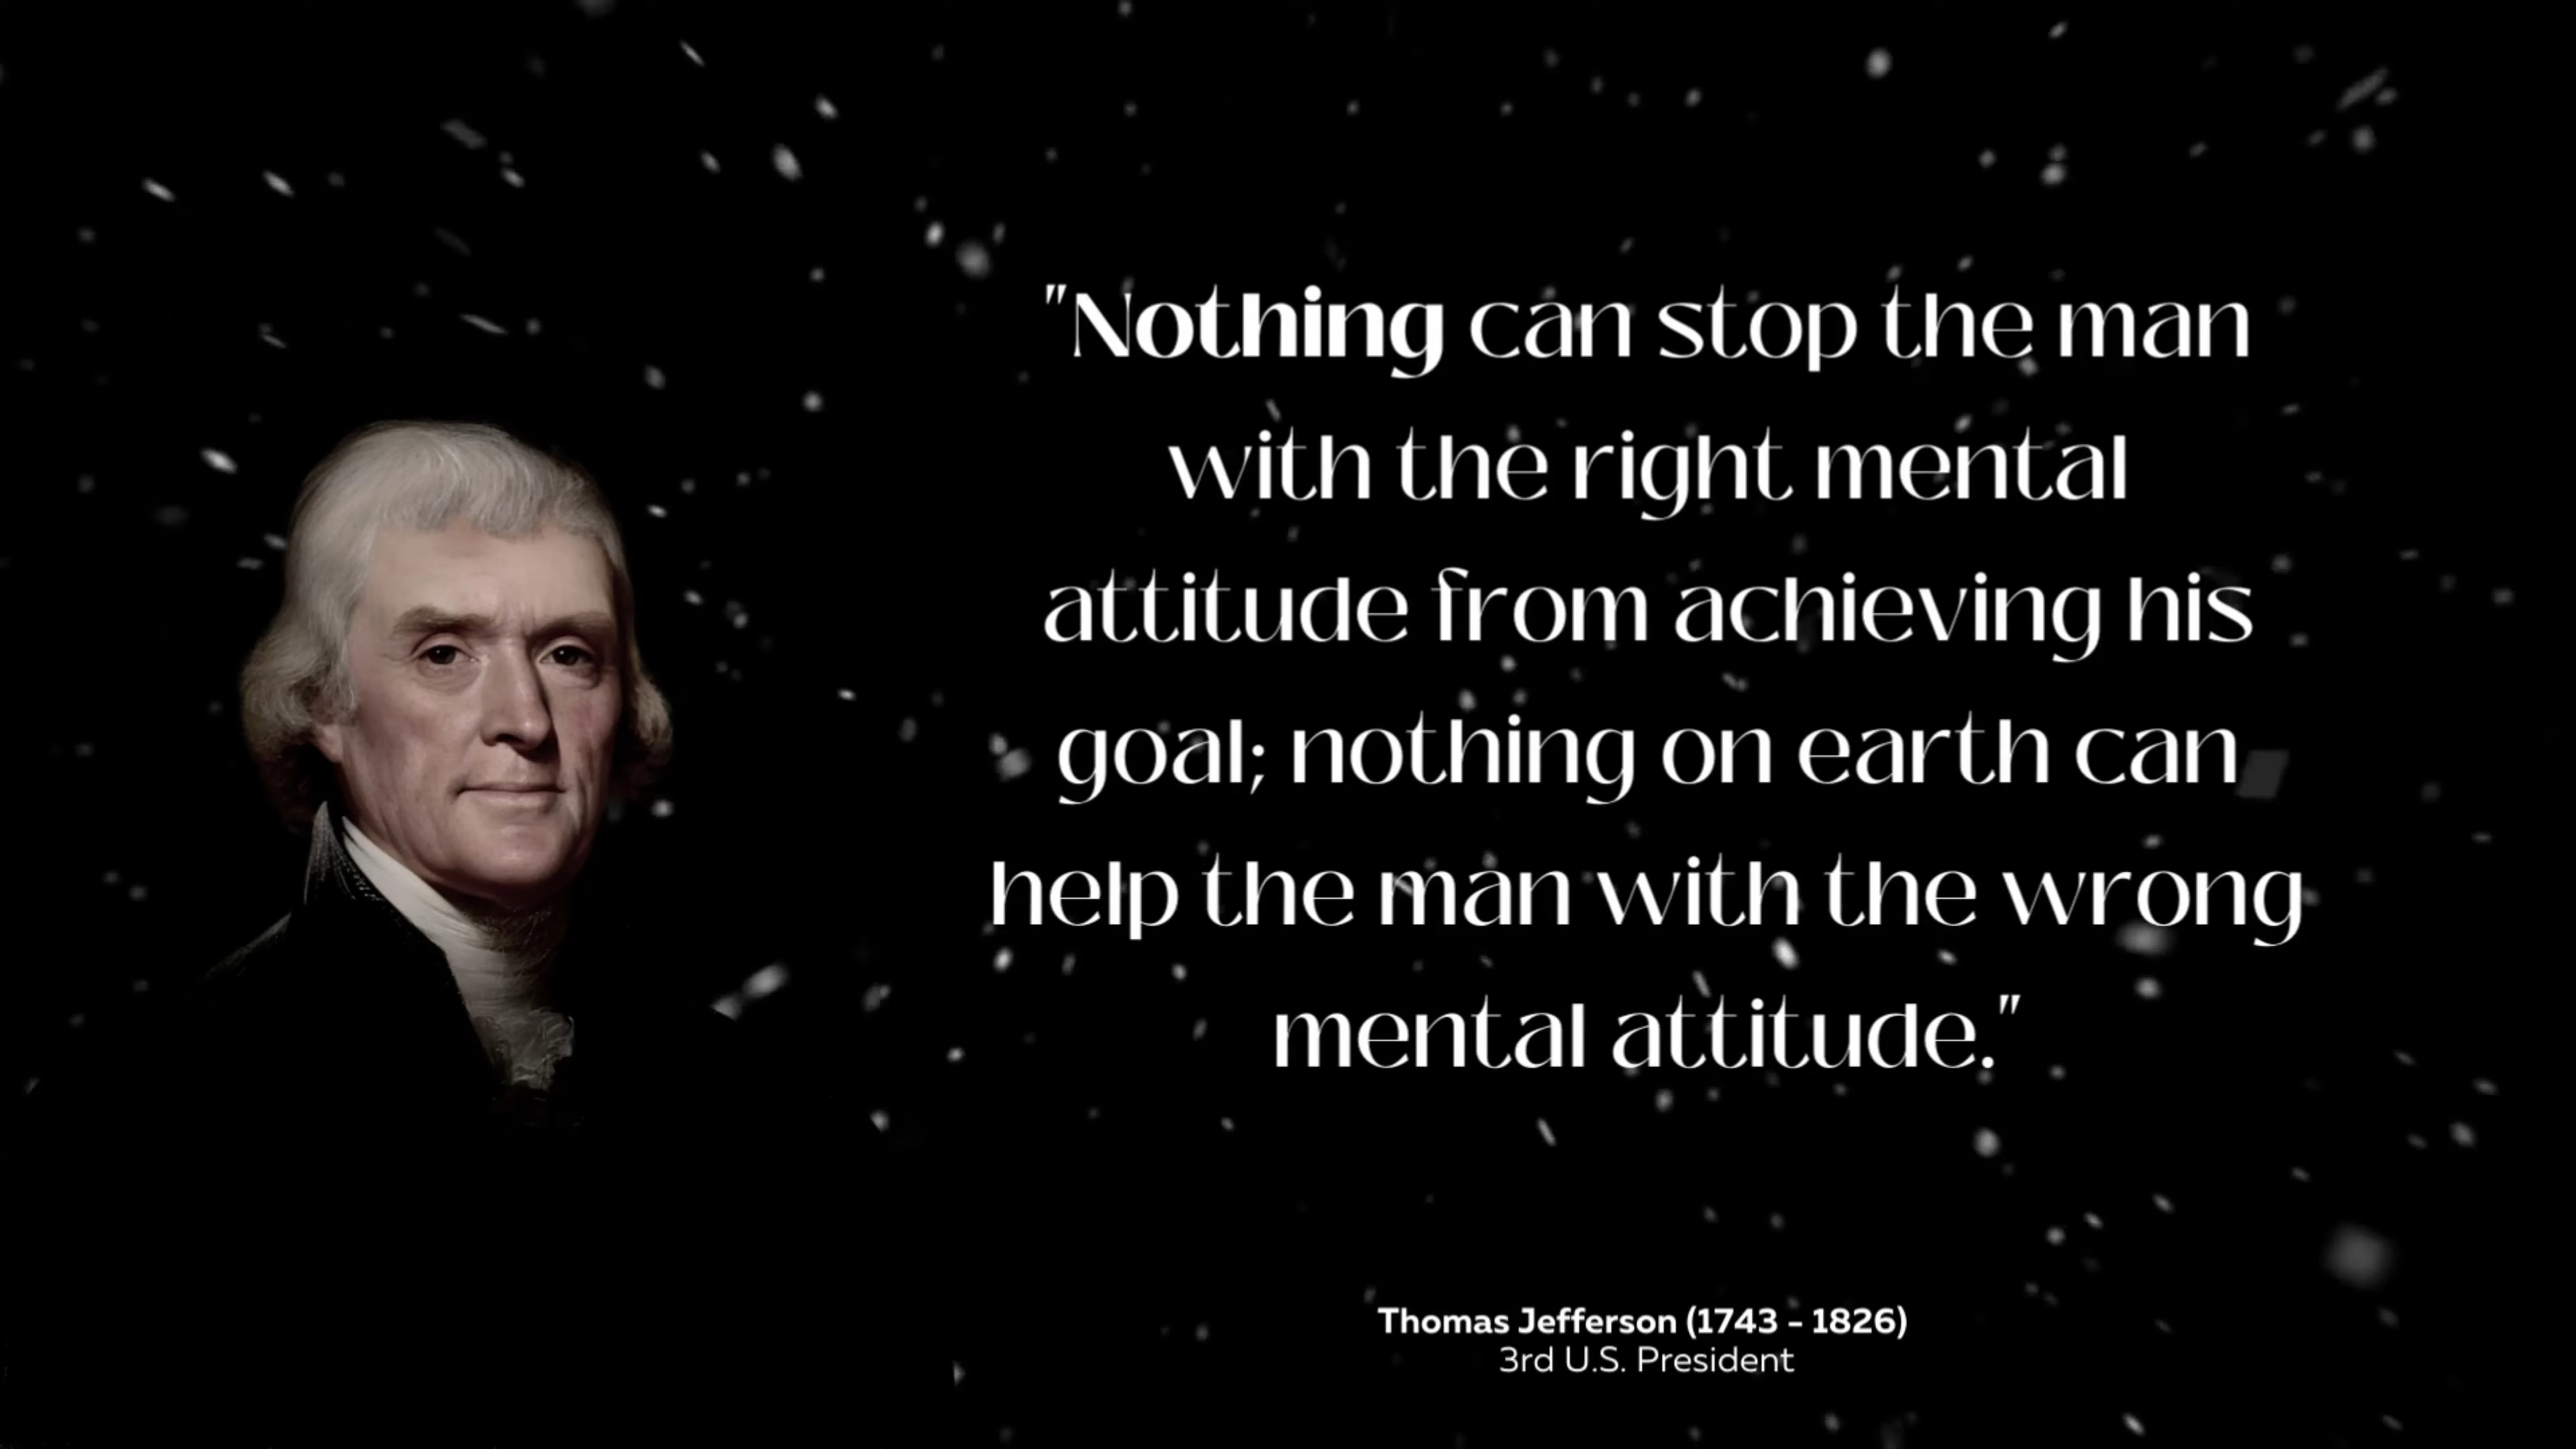 "Nothing can stop the man
with the right mental
attitude from achieving his
goal; nothing on earth can
help the man with the wrong
mental attitude."
Thomas Jefferson (1743 - 1826)
3rd U.S. President